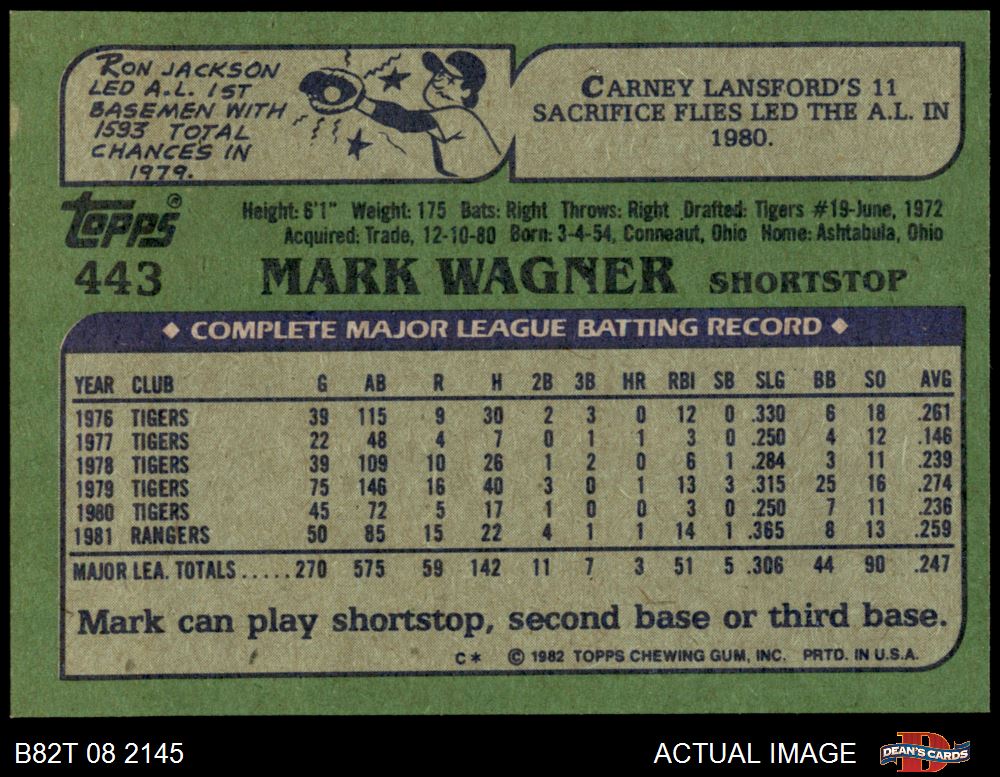 RON JACKSON
LED A.L. 1ST
BASEMEN WITH
1593 TOTAL
CHANCES IN
1979.
CARNEY LANSFORD'S 11
SACRIFICE FLIES LED THE A.L. IN
1980.
Topps®
Height: 6'1" Weight: 175 Bats: Right Throws: Right Drafted: Tigers #19-June, 1972
Acquired: Trade, 12-10-80 Born: 3-4-54, Conneaut, Ohio Home: Ashtabula, Ohio
443 MARK WAGNER SHORTSTOP
◆ COMPLETE MAJOR LEAGUE BATTING RECORD ◆
YEAR CLUB G AB R H 2B 3B HR RBI SB SLG BB SO AVG
1976 TIGERS 39 115 9 30 2 3 0 12 0 .330 6 18 .261
1977 TIGERS 22 48 4 7 0 1 1 3 0 .250 4 12 .146
1978 TIGERS 39 109 10 26 1 2 0 6 1 .284 3 11 .239
1979 TIGERS 75 146 16 40 3 0 1 13 3 .315 25 16 .274
1980 TIGERS 45 72 5 17 1 0 0 3 0 .250 7 11 .236
1981 RANGERS 50 85 15 22 4 1 1 14 1 .365 8 13 .259
MAJOR LEA. TOTALS.....270 575 59 142 11 7 3 51 5 .306 44 90 .247
Mark can play shortstop, second base or third base.
C* © 1982 TOPPS CHEWING GUM, INC. PRTD. IN U.S.A.
B82T 08 2145 ACTUAL IMAGE D DEAN'S CARDS